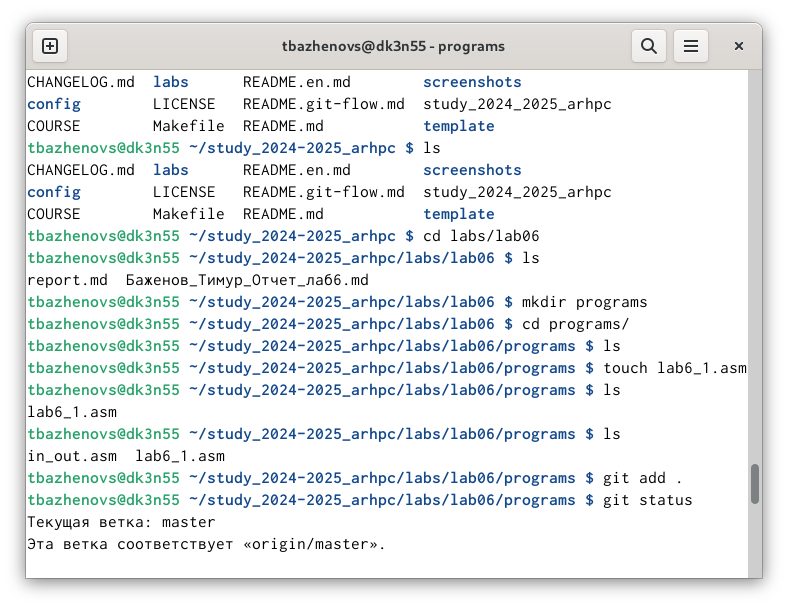 tbazhenovs@dk3n55 - programs
CHANGELOG.md labs README.en.md screenshots
config LICENSE README.git-flow.md study_2024_2025_arhpc
COURSE Makefile README.md template
tbazhenovs@dk3n55 ~/study_2024-2025_arhpc $ ls
CHANGELOG.md labs README.en.md screenshots
config LICENSE README.git-flow.md study_2024_2025_arhpc
COURSE Makefile README.md template
tbazhenovs@dk3n55 ~/study_2024-2025_arhpc $ cd labs/lab06
tbazhenovs@dk3n55 ~/study_2024-2025_arhpc/labs/lab06 $ ls
report.md Баженов_Тимур_Отчет_лаб6.md
tbazhenovs@dk3n55 ~/study_2024-2025_arhpc/labs/lab06 $ mkdir programs
tbazhenovs@dk3n55 ~/study_2024-2025_arhpc/labs/lab06 $ cd programs/
tbazhenovs@dk3n55 ~/study_2024-2025_arhpc/labs/lab06/programs $ ls
tbazhenovs@dk3n55 ~/study_2024-2025_arhpc/labs/lab06/programs $ touch lab6_1.asm
tbazhenovs@dk3n55 ~/study_2024-2025_arhpc/labs/lab06/programs $ ls
lab6_1.asm
tbazhenovs@dk3n55 ~/study_2024-2025_arhpc/labs/lab06/programs $ ls
in_out.asm lab6_1.asm
tbazhenovs@dk3n55 ~/study_2024-2025_arhpc/labs/lab06/programs $ git add .
tbazhenovs@dk3n55 ~/study_2024-2025_arhpc/labs/lab06/programs $ git status
Текущая ветка: master
Эта ветка соответствует «origin/master».